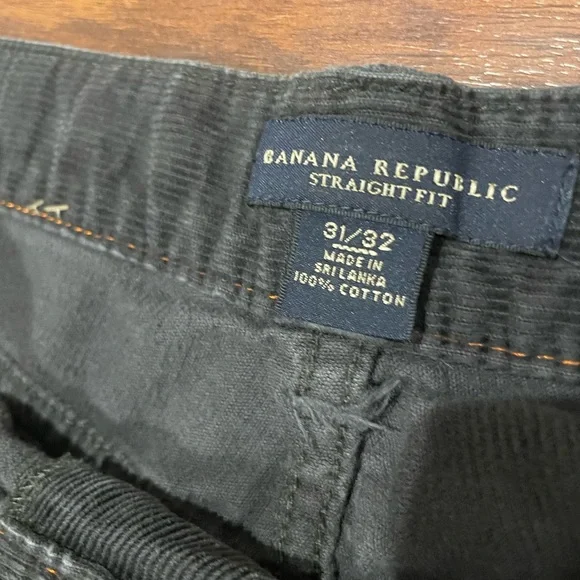 BANANA REPUBLIC
STRAIGHT FIT
31/32
MADE IN
SRI LANKA
100% COTTON